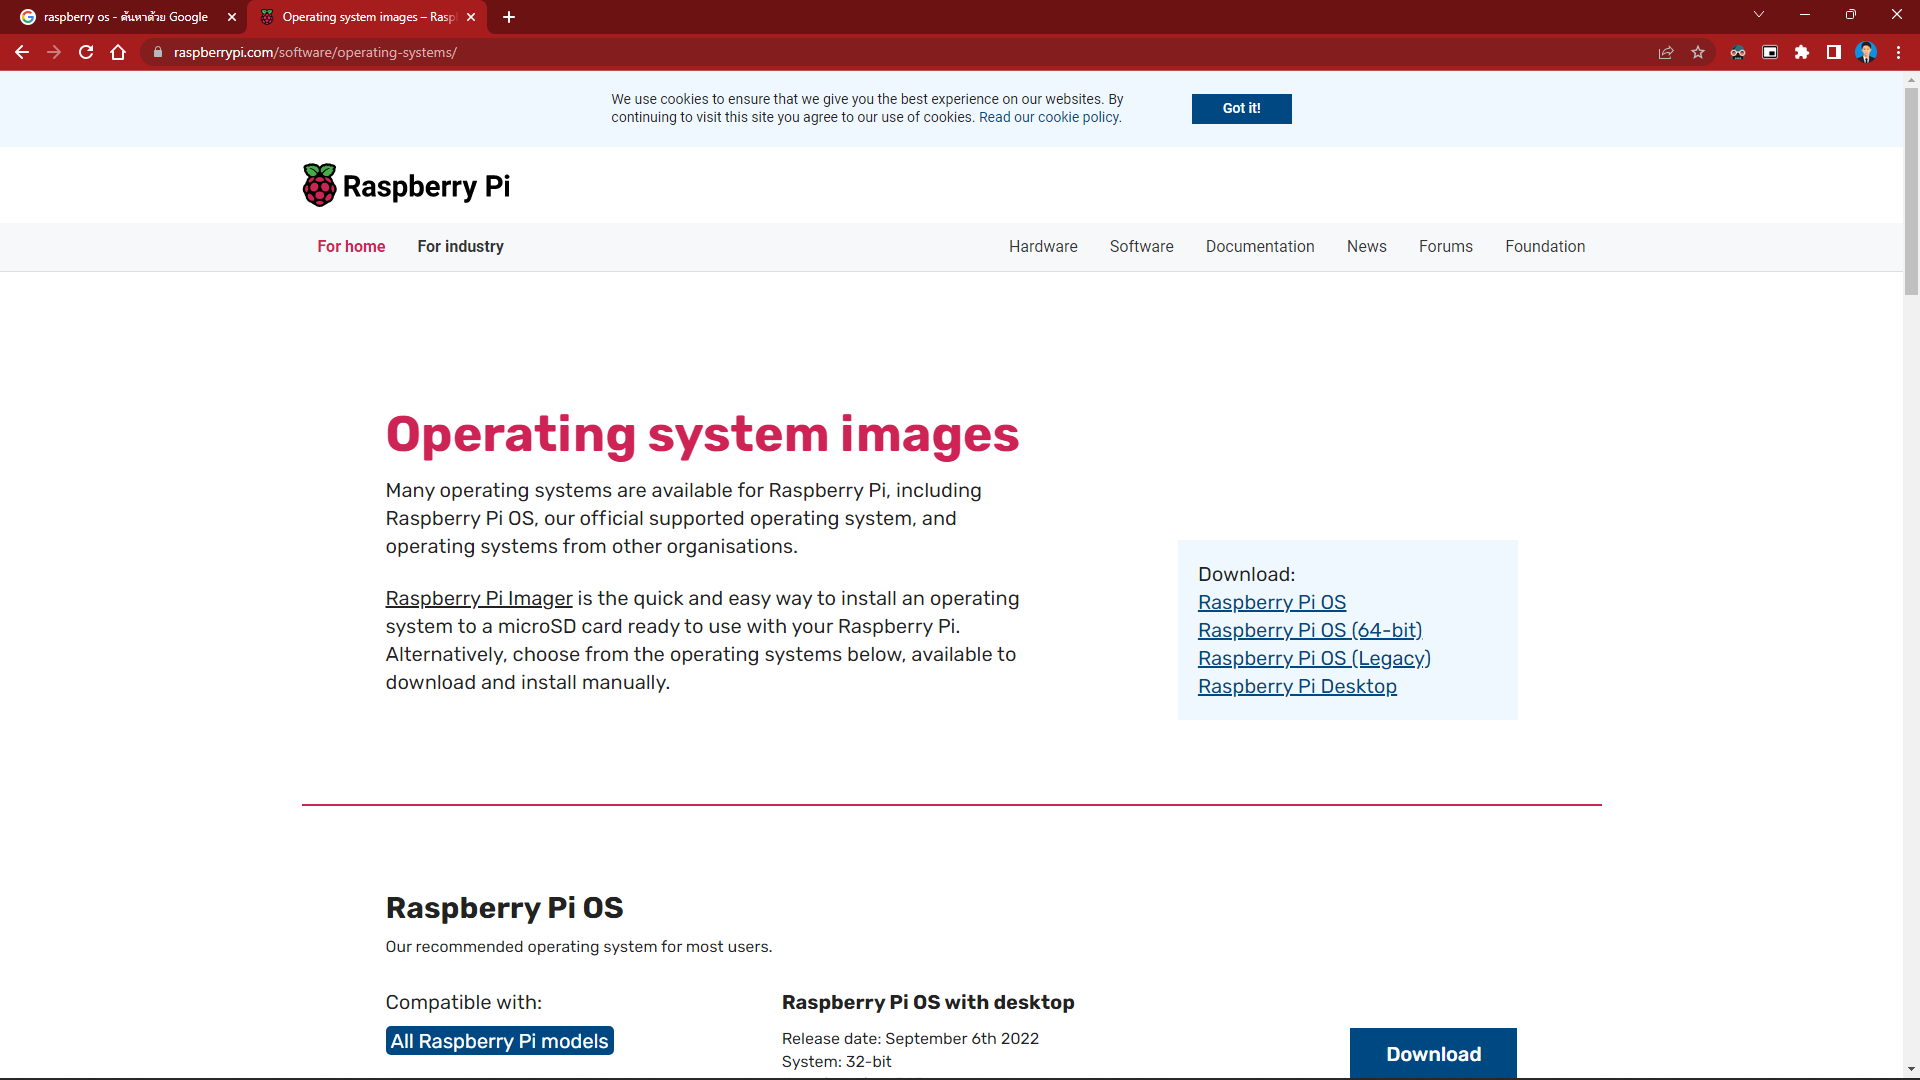 raspberry os - ค้นหาด้วย Google
Operating system images – Rasp
raspberrypi.com/software/operating-systems/
We use cookies to ensure that we give you the best experience on our websites. By
continuing to visit this site you agree to our use of cookies. Read our cookie policy.
Got it!
Raspberry Pi
For home
For industry
Hardware
Software
Documentation
News
Forums
Foundation
Operating system images
Many operating systems are available for Raspberry Pi, including
Raspberry Pi OS, our official supported operating system, and
operating systems from other organisations.
Raspberry Pi Imager is the quick and easy way to install an operating
system to a microSD card ready to use with your Raspberry Pi.
Alternatively, choose from the operating systems below, available to
download and install manually.
Download:
Raspberry Pi OS
Raspberry Pi OS (64-bit)
Raspberry Pi OS (Legacy)
Raspberry Pi Desktop
Raspberry Pi OS
Our recommended operating system for most users.
Compatible with:
All Raspberry Pi models
Raspberry Pi OS with desktop
Release date: September 6th 2022
System: 32-bit
Download